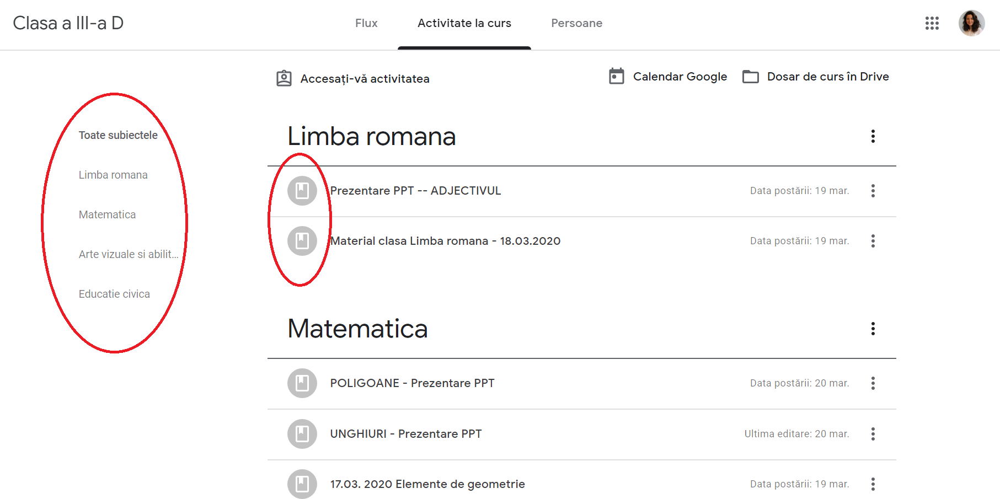 Clasa a III-a D
Flux
Activitate la curs
Persoane
Accesați-vă activitatea
Calendar Google
Dosar de curs în Drive
Toate subiectele
Limba romana
Matematica
Arte vizuale si abilit...
Educatie civica
Limba romana
Prezentare PPT -- ADJECTIVUL
Data postării: 19 mar.
Material clasa Limba romana - 18.03.2020
Data postării: 19 mar.
Matematica
POLIGOANE - Prezentare PPT
Data postării: 20 mar.
UNGHIURI - Prezentare PPT
Ultima editare: 20 mar.
17.03. 2020 Elemente de geometrie
Data postării: 19 mar.